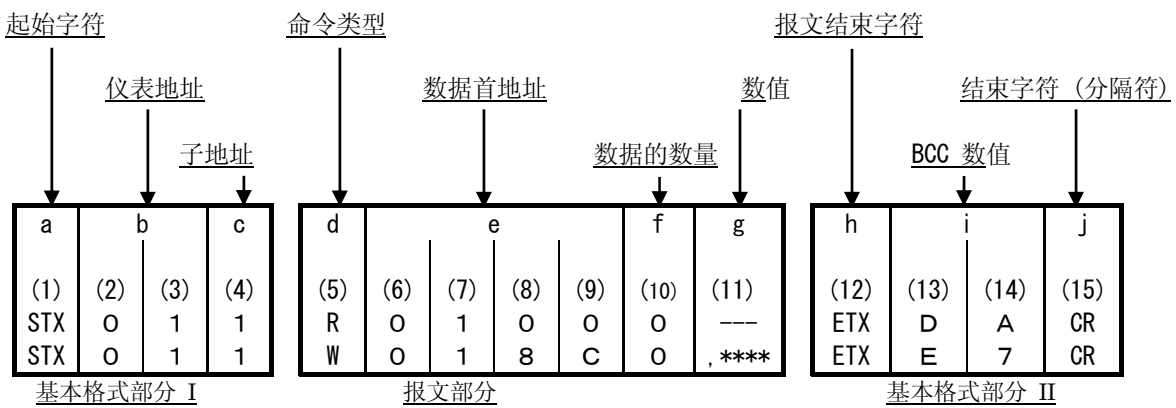 起始字符 命令类型 报文结束字符
仪表地址 数据首地址 数值 结束字符 (分隔符)
子地址 数据的数量 BCC 数值
a b c d e f g h i j
(1) (2) (3) (4) (5) (6) (7) (8) (9) (10) (11) (12) (13) (14) (15)
STX 0 1 1 R 0 1 0 0 0 --- ETX D A CR
STX 0 1 1 W 0 1 8 C 0 ,**** ETX E 7 CR
基本格式部分 I 报文部分 基本格式部分 II